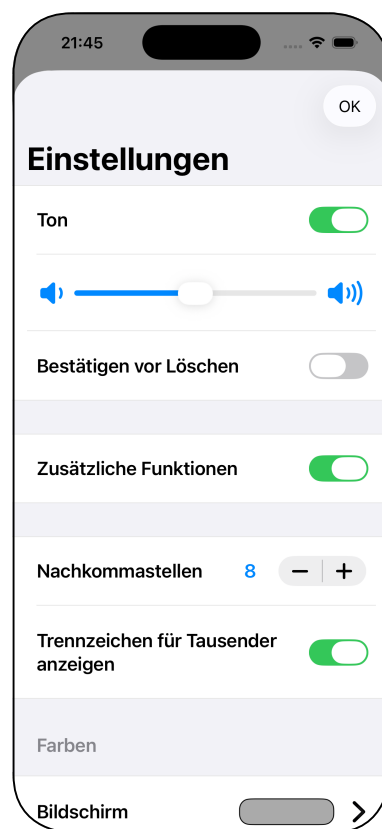 21:45
OK
Einstellungen
Ton
Bestätigen vor Löschen
Zusätzliche Funktionen
Nachkommastellen 8 − +
Trennzeichen für Tausender
anzeigen
Farben
Bildschirm